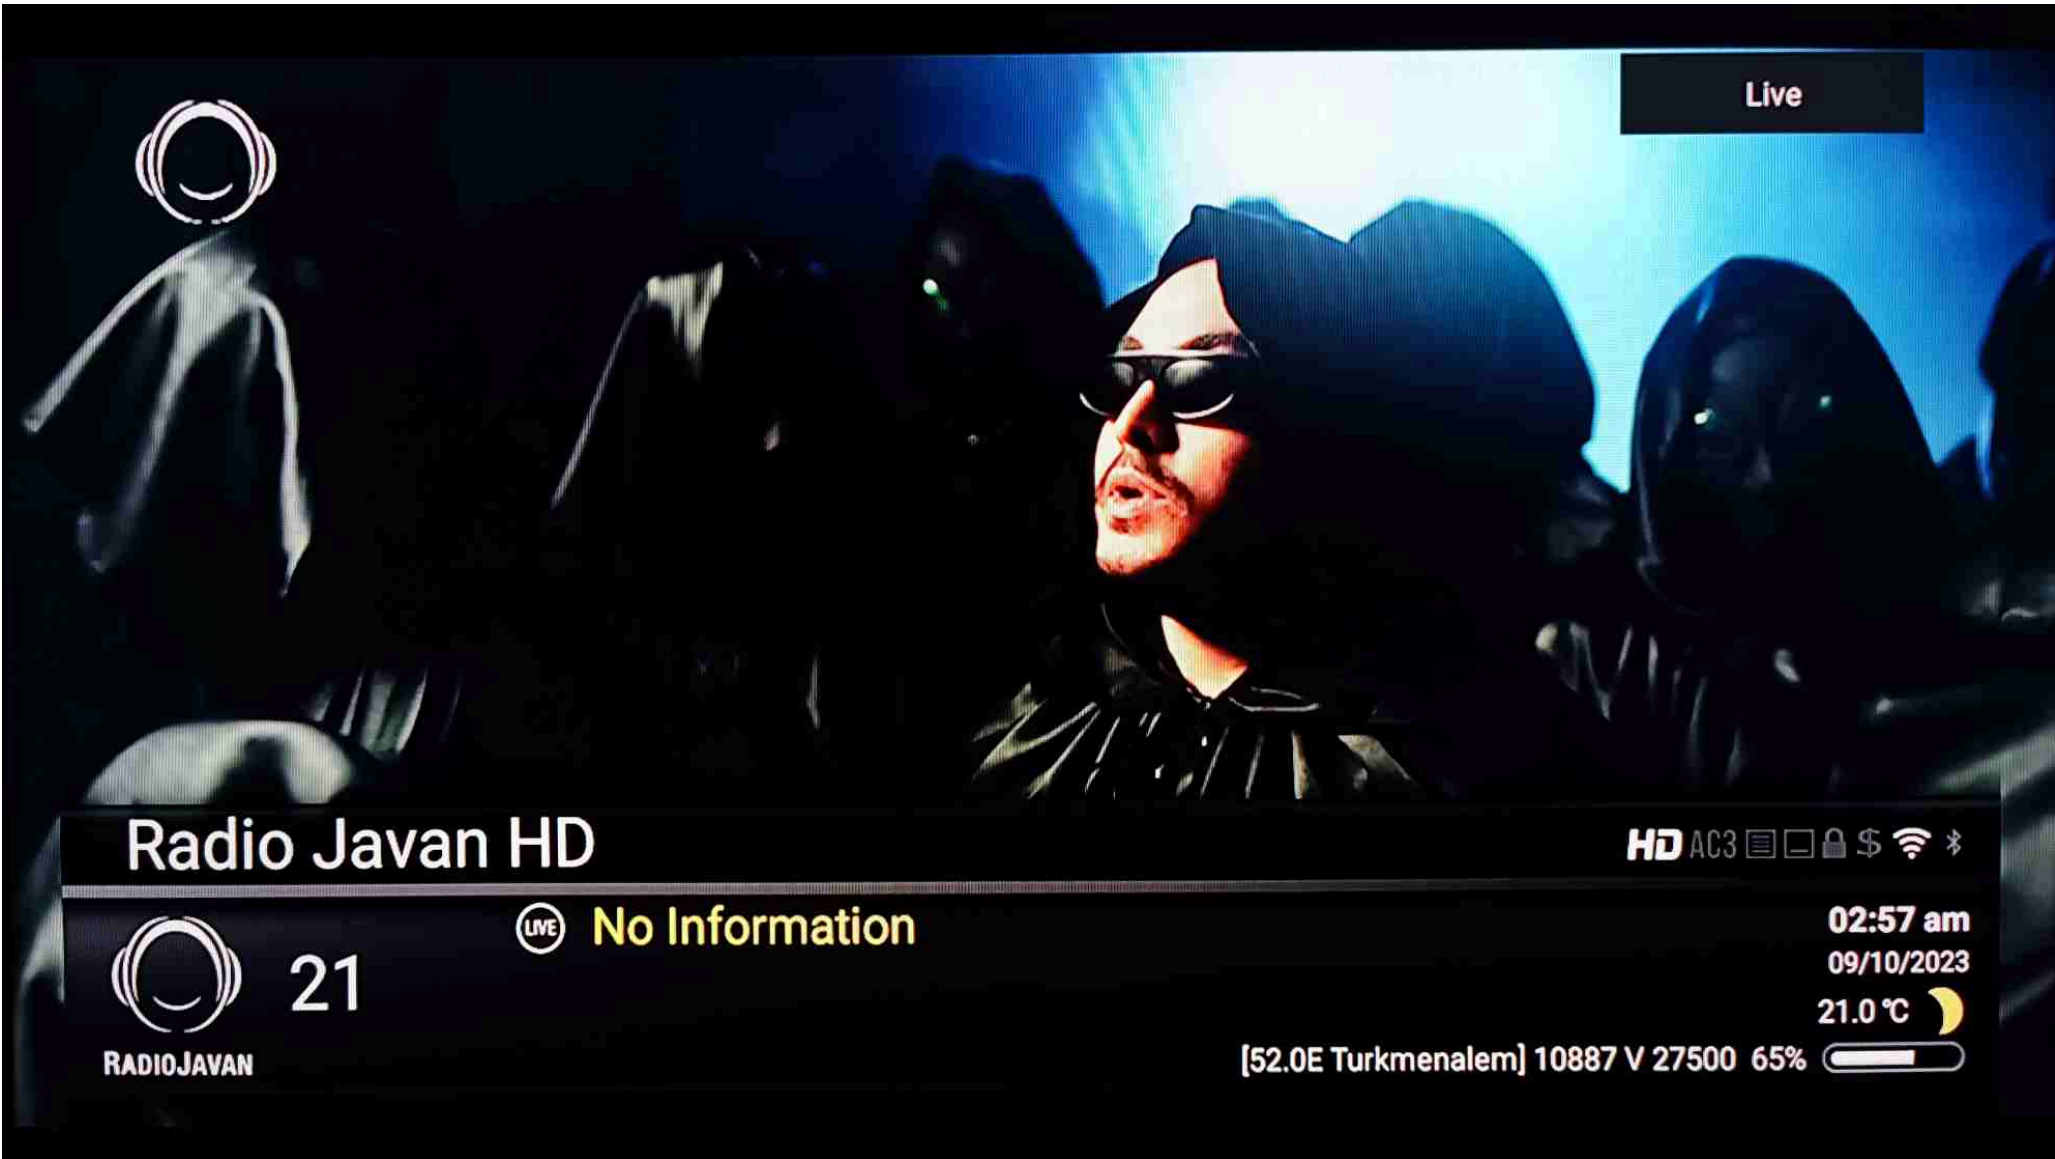 Live
Radio Javan HD
HD AC3 $
LIVE No Information
21
RADIOJAVAN
02:57 am
09/10/2023
21.0 °C
[52.0E Turkmenalem] 10887 V 27500 65%